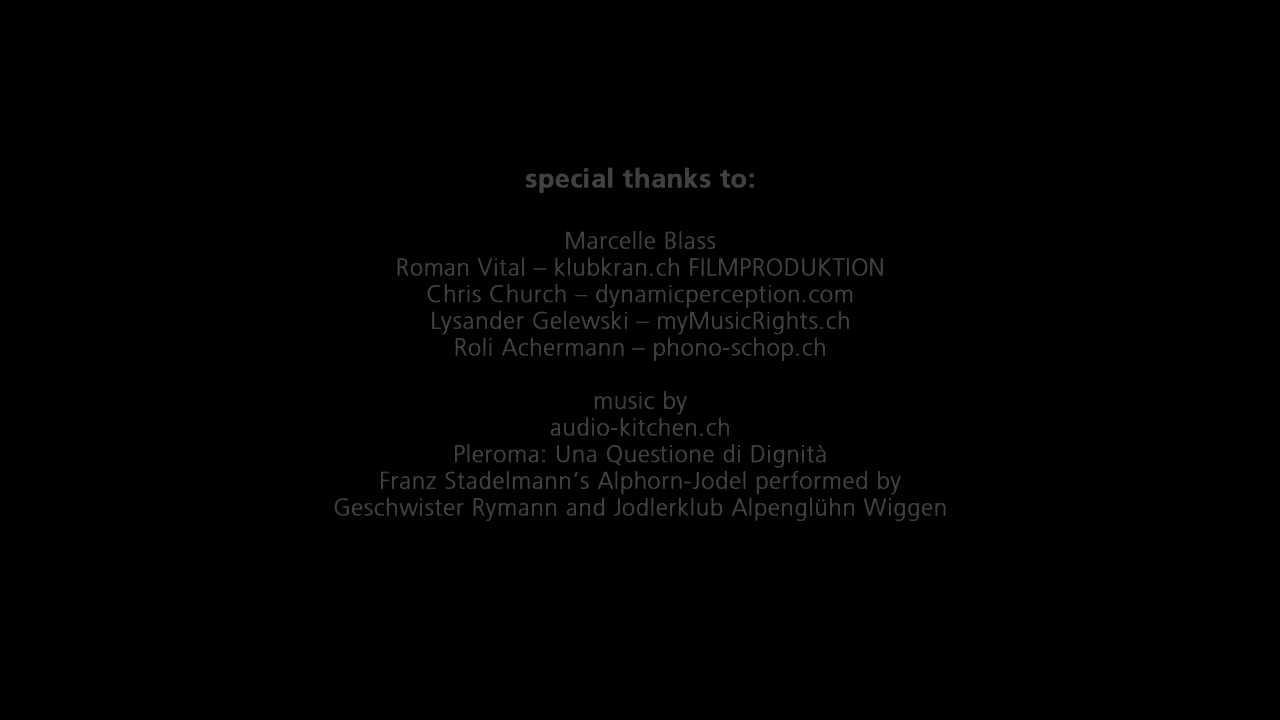 special thanks to:
Marcelle Blass
Roman Vital – klubkran.ch FILMPRODUKTION
Chris Church – dynamicperception.com
Lysander Gelewski – myMusicRights.ch
Roli Achermann – phono-schop.ch
music by
audio-kitchen.ch
Pleroma: Una Questione di Dignità
Franz Stadelmann’s Alphorn-Jodel performed by
Geschwister Rymann and Jodlerklub Alpenglühn Wiggen